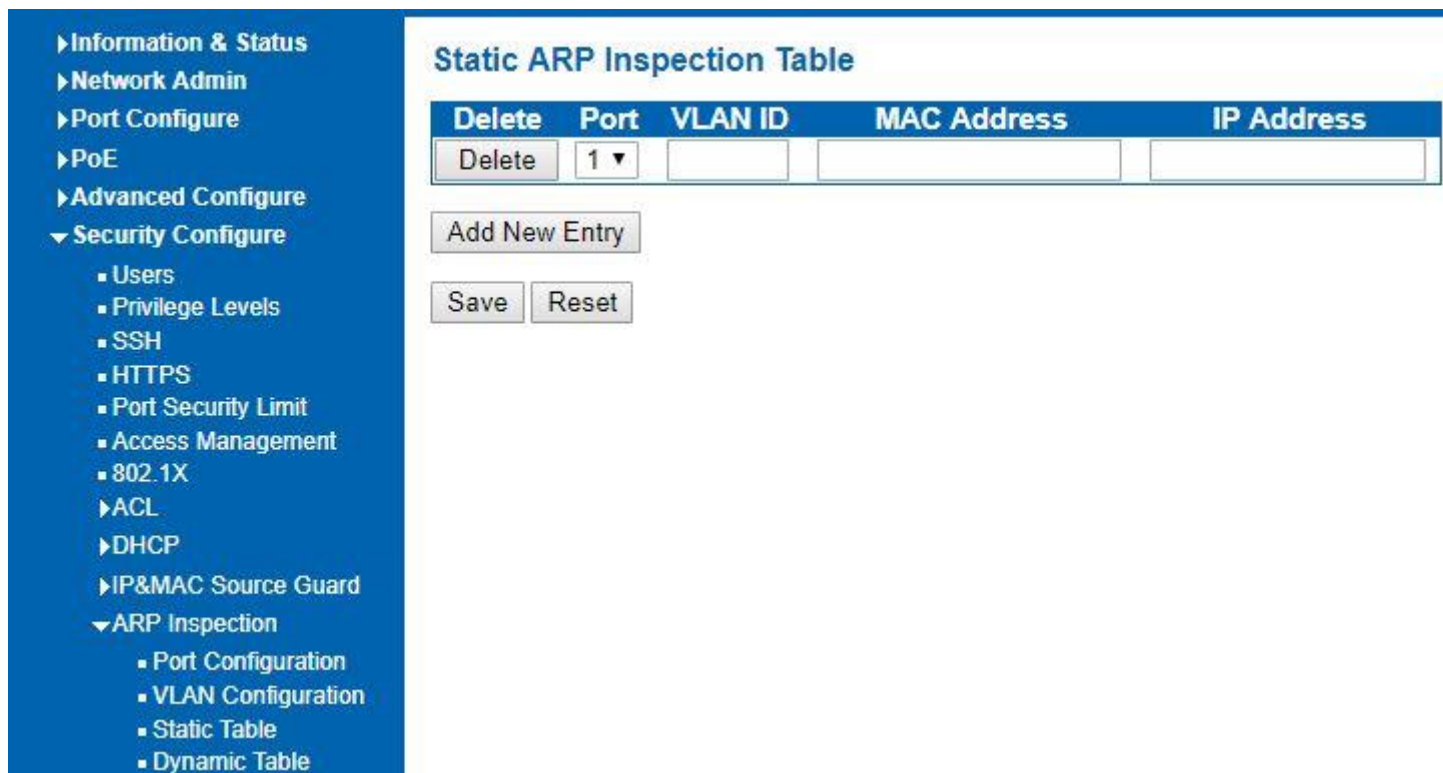 Information & Status
Network Admin
Port Configure
PoE
Advanced Configure
Security Configure
Users
Privilege Levels
SSH
HTTPS
Port Security Limit
Access Management
802.1X
ACL
DHCP
IP&MAC Source Guard
ARP Inspection
Port Configuration
VLAN Configuration
Static Table
Dynamic Table
Static ARP Inspection Table
Delete Port VLAN ID MAC Address IP Address
Delete 1
Add New Entry
Save Reset